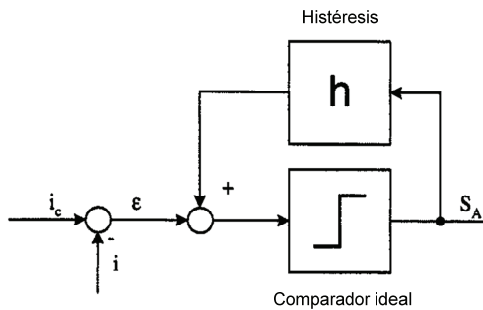 Histéresis
h
+
i_c
ε
S_A
-
i
Comparador ideal